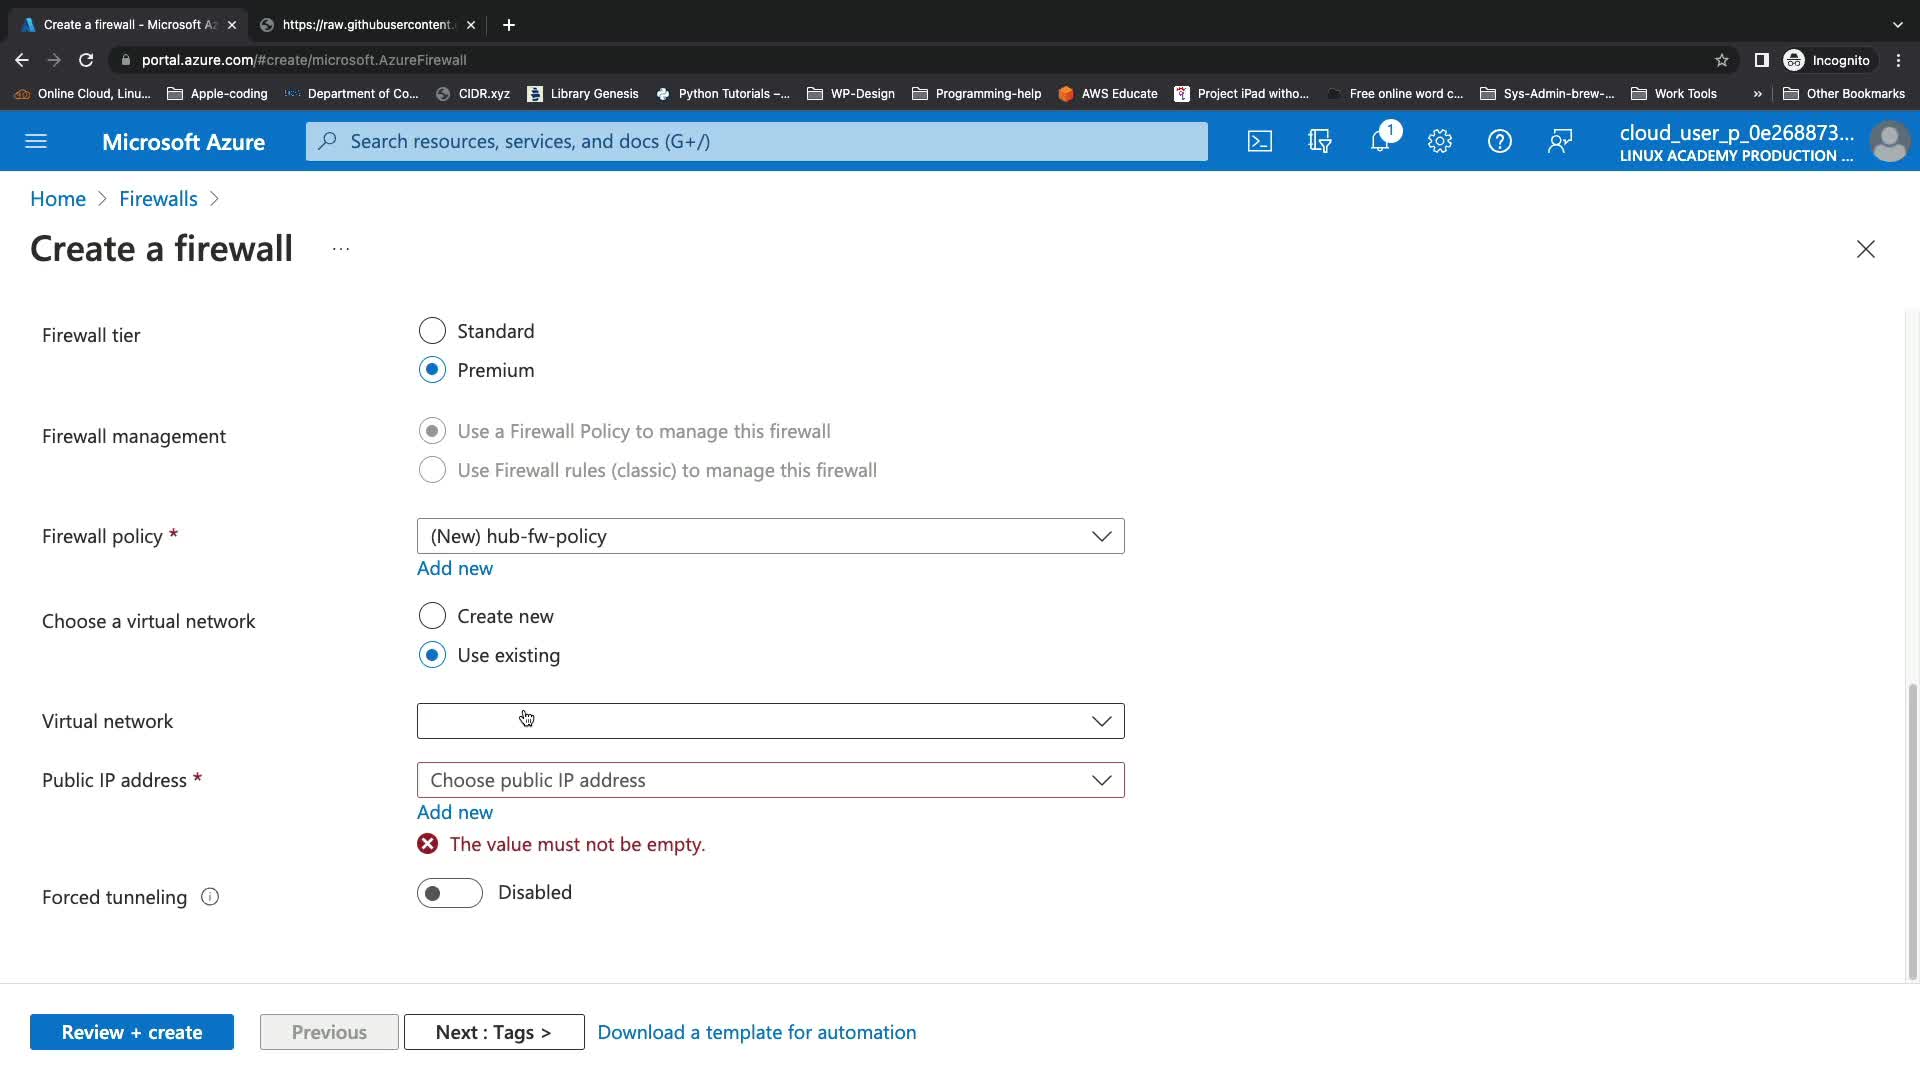 Create a firewall - Microsoft Az
https://raw.githubusercontent.
portal.azure.com/#create/microsoft.AzureFirewall
Incognito
Online Cloud, Linu...
Apple-coding
Department of Co...
CIDR.xyz
Library Genesis
Python Tutorials –...
WP-Design
Programming-help
AWS Educate
Project iPad witho...
Free online word c...
Sys-Admin-brew-...
Work Tools
»
Other Bookmarks
Microsoft Azure
Search resources, services, and docs (G+/)
1
cloud_user_p_0e268873...
LINUX ACADEMY PRODUCTION ...
Home > Firewalls >
Create a firewall ...
Firewall tier
Standard
Premium
Firewall management
Use a Firewall Policy to manage this firewall
Use Firewall rules (classic) to manage this firewall
Firewall policy *
(New) hub-fw-policy
Add new
Choose a virtual network
Create new
Use existing
Virtual network
Public IP address *
Choose public IP address
Add new
The value must not be empty.
Forced tunneling
Disabled
Review + create
Previous
Next : Tags >
Download a template for automation